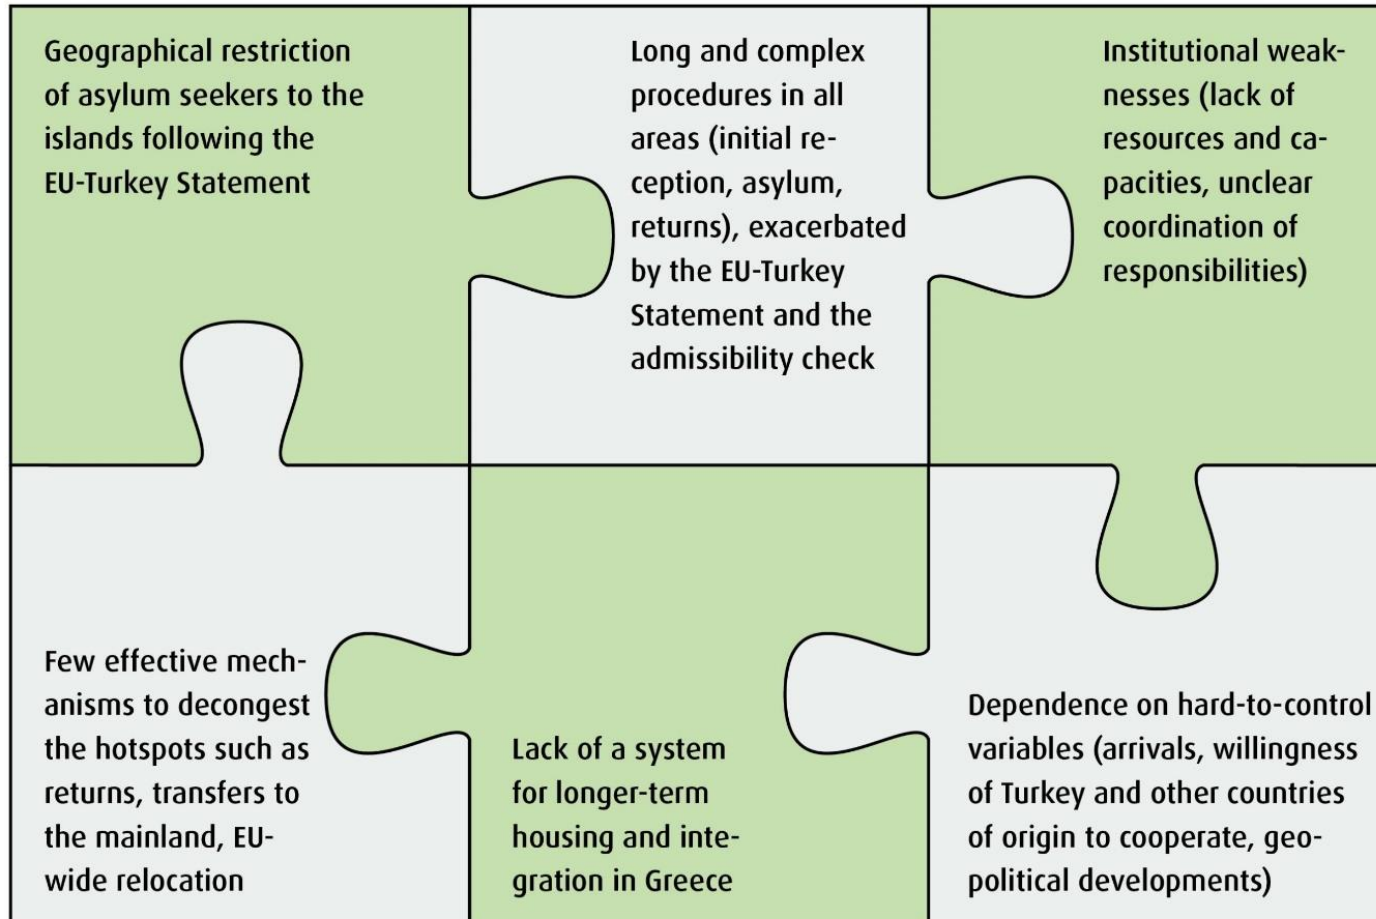 Geographical restriction
of asylum seekers to the
islands following the
EU-Turkey Statement
Long and complex
procedures in all
areas (initial re-
ception, asylum,
returns), exacerbated
by the EU-Turkey
Statement and the
admissibility check
Institutional weak-
nesses (lack of
resources and ca-
pacities, unclear
coordination of
responsibilities)
Few effective mech-
anisms to decongest
the hotspots such as
returns, transfers to
the mainland, EU-
wide relocation
Lack of a system
for longer-term
housing and inte-
gration in Greece
Dependence on hard-to-control
variables (arrivals, willingness
of Turkey and other countries
of origin to cooperate, geo-
political developments)